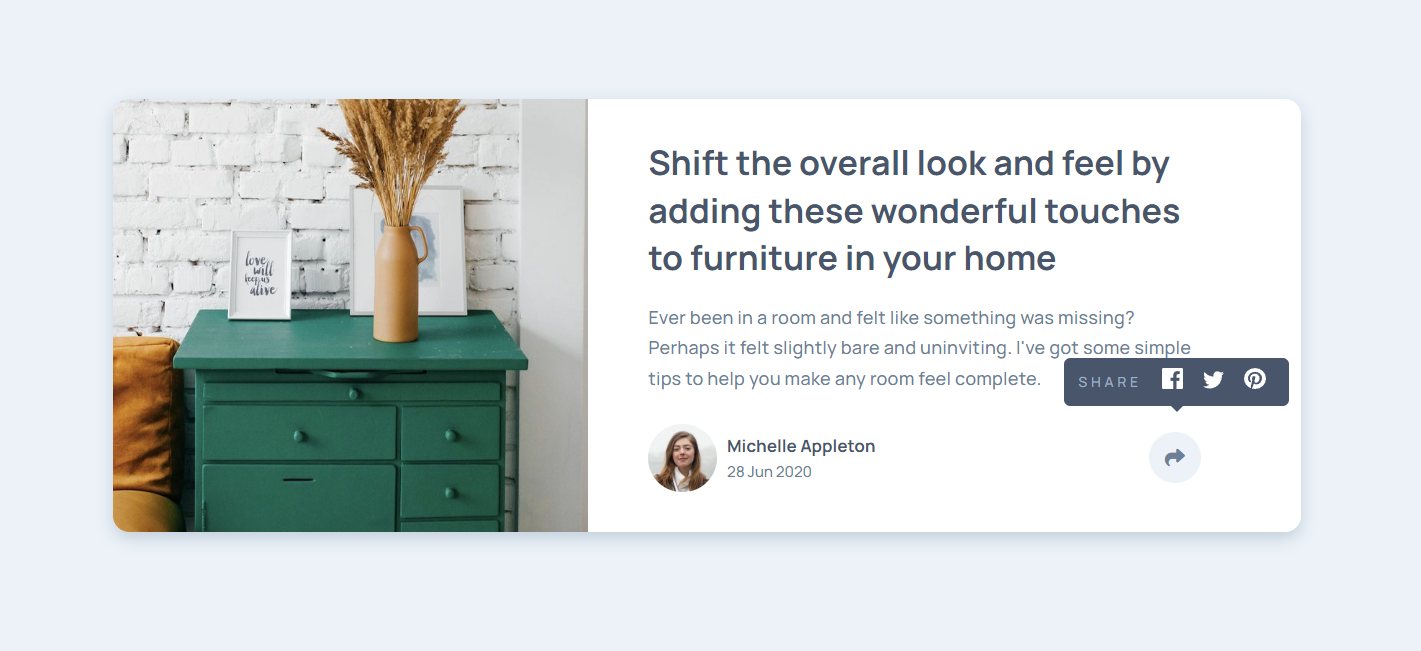 Shift the overall look and feel by
adding these wonderful touches
to furniture in your home
Ever been in a room and felt like something was missing?
Perhaps it felt slightly bare and uninviting. I've got some simple
tips to help you make any room feel complete.
SHARE
Michelle Appleton
28 Jun 2020
love
will
keep us
alive